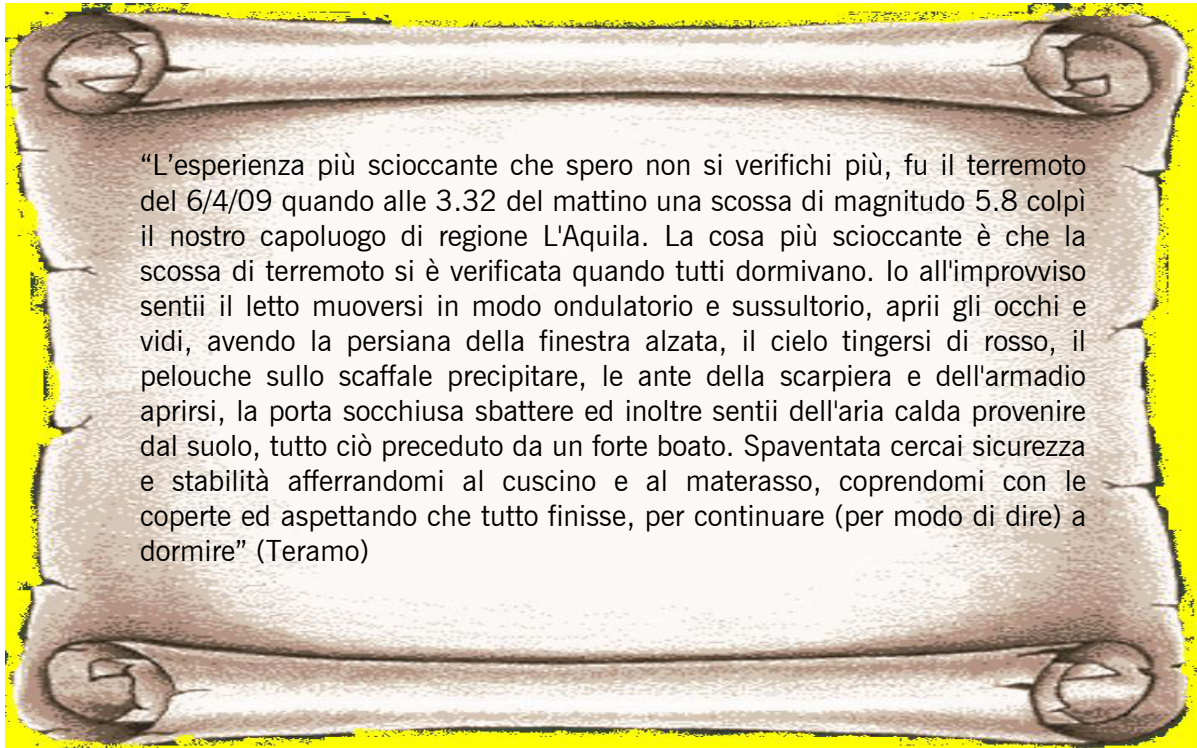 “L’esperienza più scioccante che spero non si verifichi più, fu il terremoto
del 6/4/09 quando alle 3.32 del mattino una scossa di magnitudo 5.8 colpì
il nostro capoluogo di regione L'Aquila. La cosa più scioccante è che la
scossa di terremoto si è verificata quando tutti dormivano. Io all'improvviso
sentii il letto muoversi in modo ondulatorio e sussultorio, aprii gli occhi e
vidi, avendo la persiana della finestra alzata, il cielo tingersi di rosso, il
pelouche sullo scaffale precipitare, le ante della scarpiera e dell'armadio
aprirsi, la porta socchiusa sbattere ed inoltre sentii dell'aria calda provenire
dal suolo, tutto ciò preceduto da un forte boato. Spaventata cercai sicurezza
e stabilità afferrandomi al cuscino e al materasso, coprendomi con le
coperte ed aspettando che tutto finisse, per continuare (per modo di dire) a
dormire” (Teramo)